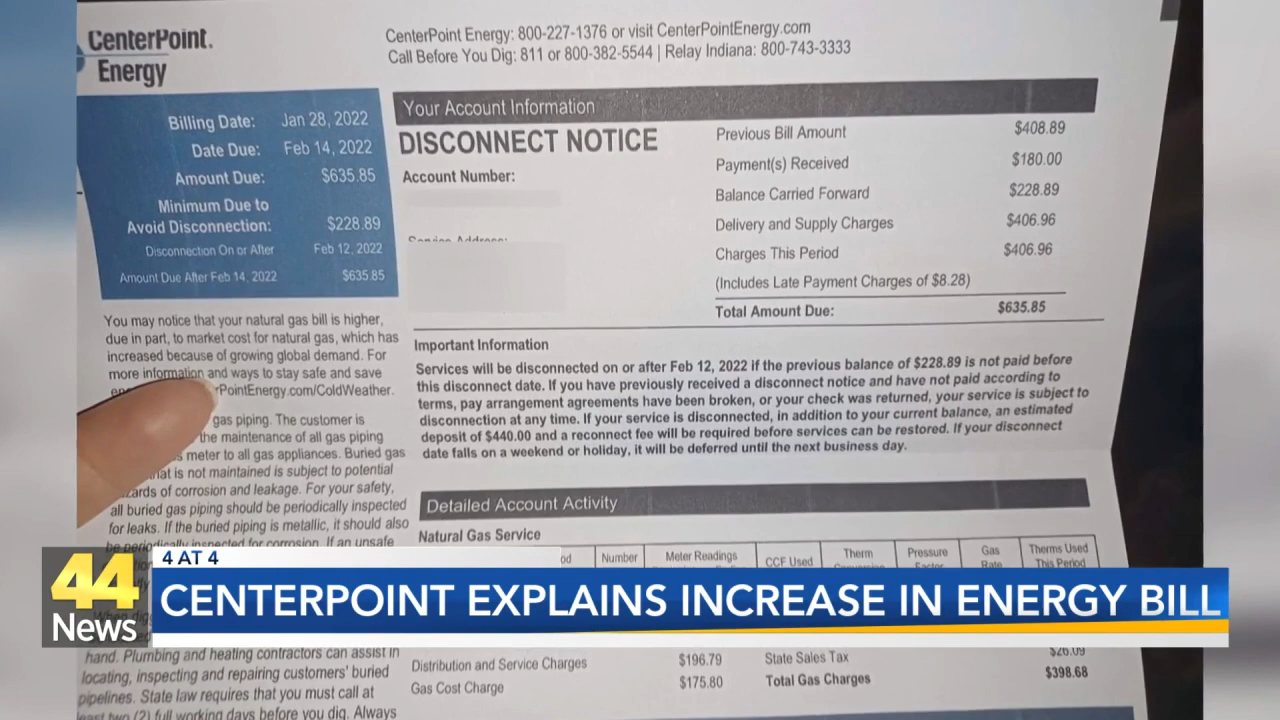 CenterPoint.
Energy
CenterPoint Energy: 800-227-1376 or visit CenterPointEnergy.com
Call Before You Dig: 811 or 800-382-5544 | Relay Indiana: 800-743-3333
Billing Date: Jan 28, 2022
Date Due: Feb 14, 2022
Amount Due: $635.85
Minimum Due to
Avoid Disconnection: $228.89
Disconnection On or After Feb 12, 2022
Amount Due After Feb 14, 2022 $635.85
Your Account Information
DISCONNECT NOTICE
Account Number:
Service Address:
Previous Bill Amount $408.89
Payment(s) Received $180.00
Balance Carried Forward $228.89
Delivery and Supply Charges $406.96
Charges This Period $406.96
(Includes Late Payment Charges of $8.28)
Total Amount Due: $635.85
You may notice that your natural gas bill is higher,
due in part, to market cost for natural gas, which has
increased because of growing global demand. For
more information and ways to stay safe and save
PointEnergy.com/ColdWeather.
gas piping. The customer is
the maintenance of all gas piping
meter to all gas appliances. Buried gas
that is not maintained is subject to potential
hazards of corrosion and leakage. For your safety,
all buried gas piping should be periodically inspected
for leaks. If the buried piping is metallic, it should also
be periodically inspected for corrosion. If an unsafe
Important Information
Services will be disconnected on or after Feb 12, 2022 if the previous balance of $228.89 is not paid before
this disconnect date. If you have previously received a disconnect notice and have not paid according to
terms, pay arrangement agreements have been broken, or your check was returned, your service is subject to
disconnection at any time. If your service is disconnected, in addition to your current balance, an estimated
deposit of $440.00 and a reconnect fee will be required before services can be restored. If your disconnect
date falls on a weekend or holiday, it will be deferred until the next business day.
Detailed Account Activity
Natural Gas Service
od Number Meter Readings CCF Used Therm Pressure Factor Gas Rate Therms Used This Period
44
News
4 AT 4
CENTERPOINT EXPLAINS INCREASE IN ENERGY BILL
hand. Plumbing and heating contractors can assist in
locating, inspecting and repairing customers' buried
pipelines. State law requires that you must call at
least two (2) full working days before you dig. Always
Distribution and Service Charges $196.79
Gas Cost Charge $175.80
State Sales Tax $26.09
Total Gas Charges $398.68